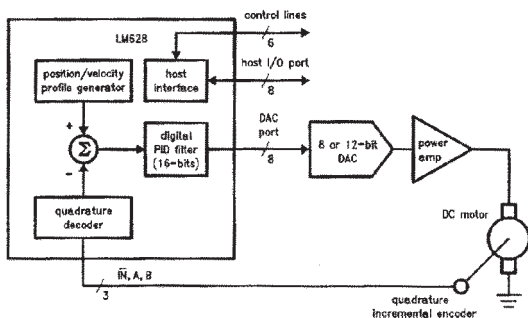 LM628
control lines
6
host I/O port
8
position/velocity
profile generator
host
interface
+
Σ
-
digital
PID filter
(16-bits)
DAC
port
8
8 or 12-bit
DAC
power
amp
quadrature
decoder
IN, A, B
3
DC motor
quadrature
incremental encoder